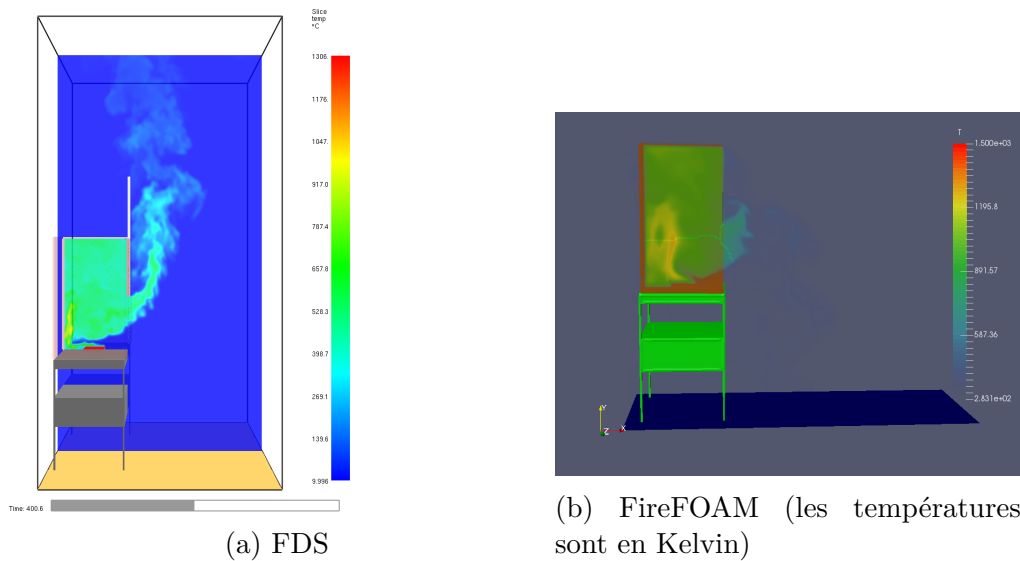 Slice
temp
°C
1306.
1176.
1047.
917.0
787.4
657.8
528.3
398.7
269.1
139.6
9.996
Time: 400.6
(a) FDS
T
1.500e+03
1195.8
891.57
587.36
2.831e+02
Y
Z
X
(b) FireFOAM (les températures
sont en Kelvin)